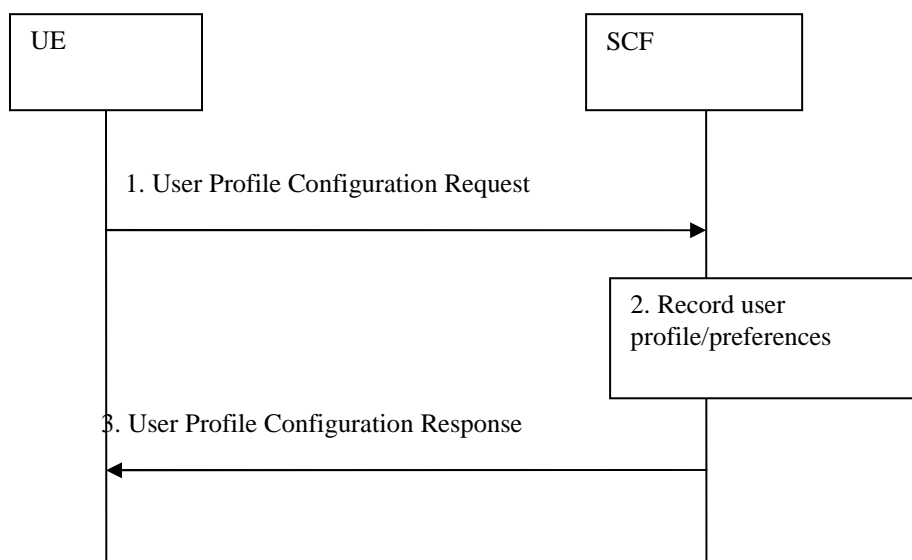 UE
SCF
1. User Profile Configuration Request
2. Record user
profile/preferences
3. User Profile Configuration Response